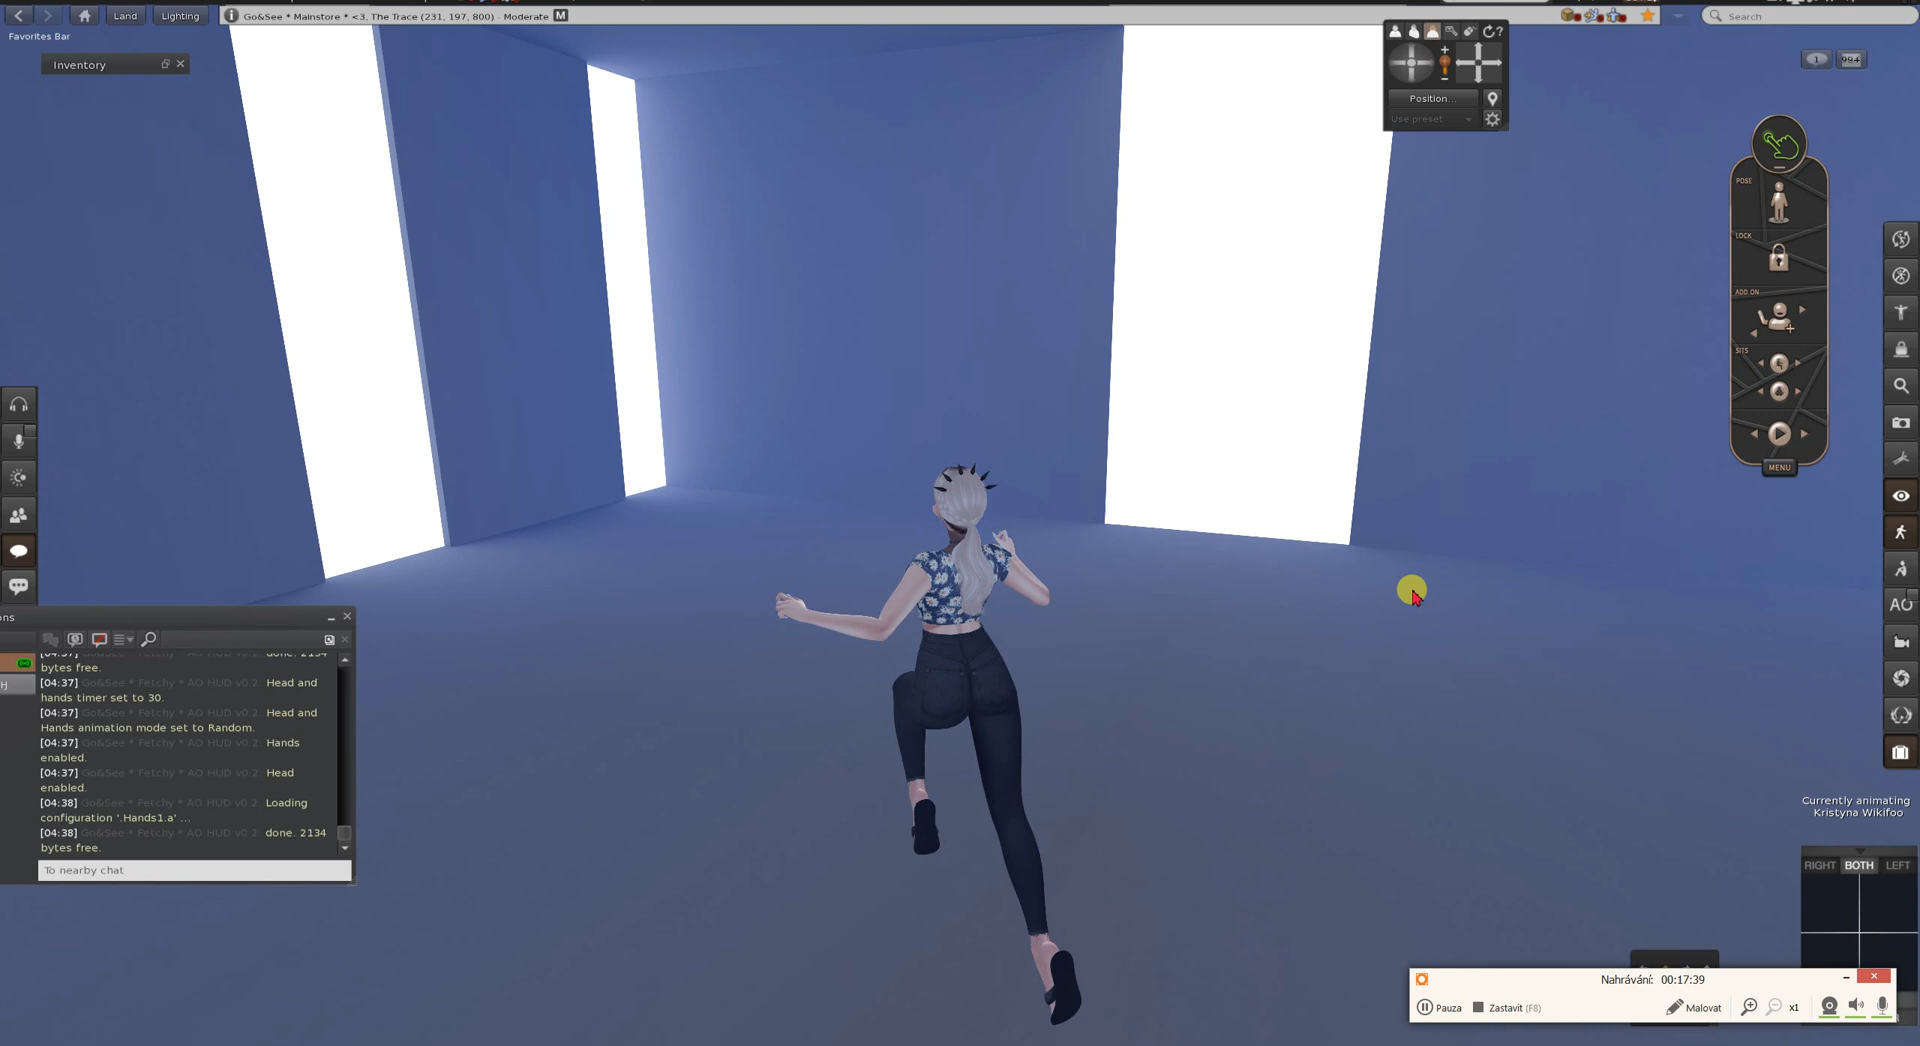 Land
Lighting
Go&See * Mainstore * <3, The Trace (231, 197, 800) - Moderate
M
Search
Favorites Bar
Inventory
Position...
Use preset
1
994
POSE
LOCK
ADD ON
SITS
MENU
AO
ons
bytes free.
[04:37] Go&See * Fetchy * AO HUD v0.2: Head and
hands timer set to 30.
[04:37] Go&See * Fetchy * AO HUD v0.2: Head and
Hands animation mode set to Random.
[04:37] Go&See * Fetchy * AO HUD v0.2: Hands
enabled.
[04:37] Go&See * Fetchy * AO HUD v0.2: Head
enabled.
[04:38] Go&See * Fetchy * AO HUD v0.2: Loading
configuration '.Hands1.a' ...
[04:38] Go&See * Fetchy * AO HUD v0.2: done. 2134
bytes free.
To nearby chat
Currently animating
Kristyna Wikifoo
RIGHT BOTH LEFT
Nahrávání: 00:17:39
Pauza
Zastavit (F8)
Malovat
x1